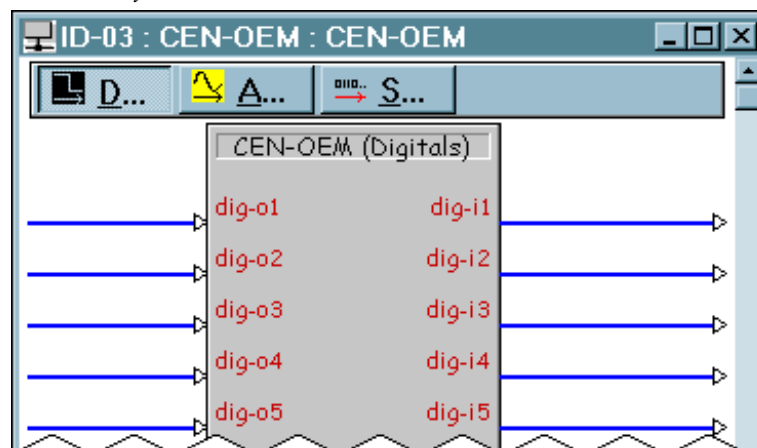 ID-03 : CEN-OEM : CEN-OEM
D... A... S...
CEN-OEM (Digitals)
dig-o1 dig-i1
dig-o2 dig-i2
dig-o3 dig-i3
dig-o4 dig-i4
dig-o5 dig-i5